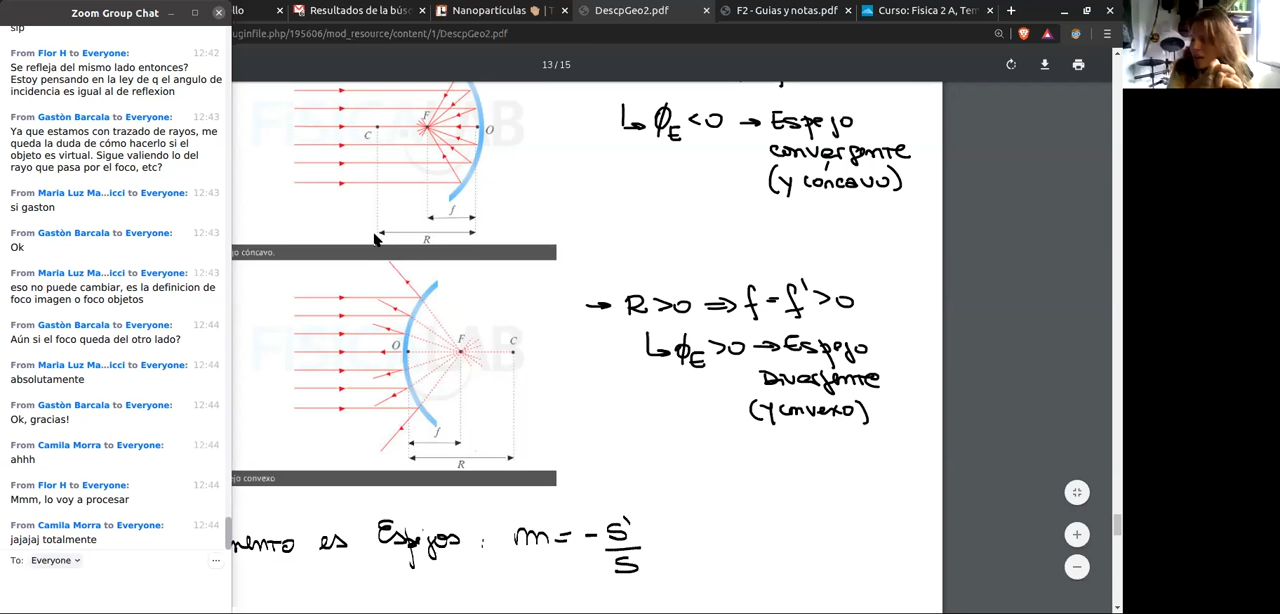 Zoom Group Chat
sip
From Flor H to Everyone: 12:42
Se refleja del mismo lado entonces?
Estoy pensando en la ley de q el angulo de
incidencia es igual al de reflexion
From Gastòn Barcala to Everyone: 12:43
Ya que estamos con trazado de rayos, me
queda la duda de cómo hacerlo si el
objeto es virtual. Sigue valiendo lo del
rayo que pasa por el foco, etc?
From Maria Luz Ma...icci to Everyone: 12:43
si gaston
From Gastòn Barcala to Everyone: 12:43
Ok
From Maria Luz Ma...icci to Everyone: 12:43
eso no puede cambiar, es la definicion de
foco imagen o foco objetos
From Gastòn Barcala to Everyone: 12:44
Aún si el foco queda del otro lado?
From Maria Luz Ma...icci to Everyone: 12:44
absolutamente
From Gastòn Barcala to Everyone: 12:44
Ok, gracias!
From Camila Morra to Everyone: 12:44
ahhh
From Flor H to Everyone: 12:44
Mmm, lo voy a procesar
From Camila Morra to Everyone: 12:44
jajajaj totalmente
To: Everyone
llo
Resultados de la bús
Nanopartículas
T
DescpGeo2.pdf
F2 - Guias y notas.pdf
Curso: Fisica 2 A, Tem
uginfile.php/195606/mod_resource/content/1/DescpGeo2.pdf
13 / 15
F
C
O
f
R
jo cóncavo.
↳ ϕE < 0 → Espejo
convergente
(y concavo)
O
F
C
f
R
jo convexo
→ R > 0 ⇒ f = f' > 0
↳ ϕE > 0 → Espejo
Divergente
(y convexo)
mento es Espejos : m = - s'/s